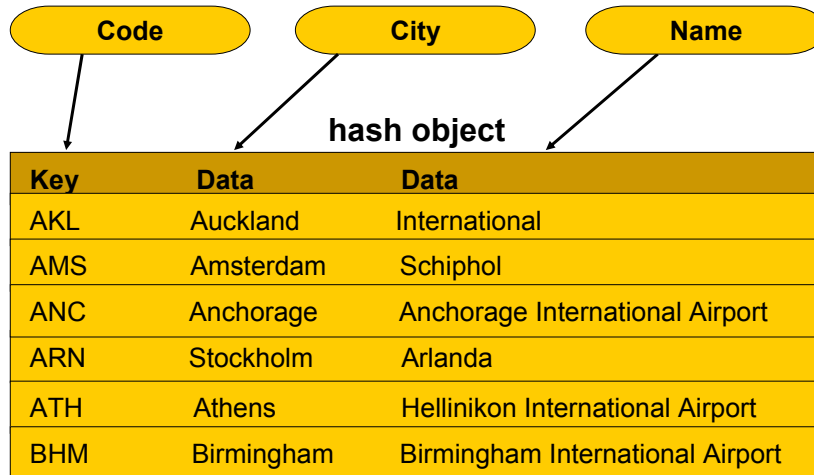 Code City Name
hash object
Key Data Data
AKL Auckland International
AMS Amsterdam Schiphol
ANC Anchorage Anchorage International Airport
ARN Stockholm Arlanda
ATH Athens Hellinikon International Airport
BHM Birmingham Birmingham International Airport